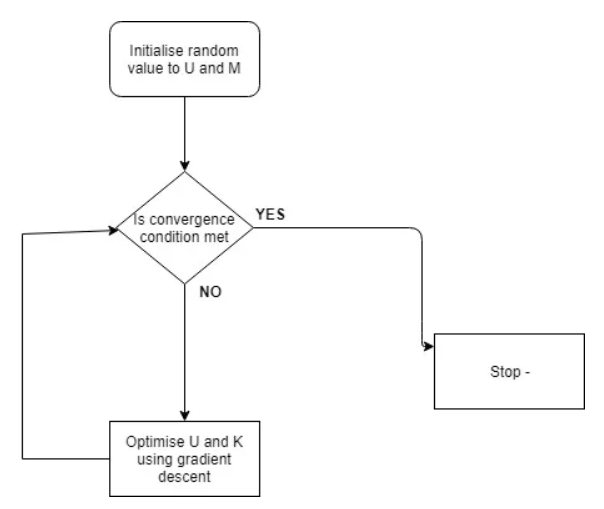 Initialise random
value to U and M
Is convergence
condition met
YES
NO
Stop -
Optimise U and K
using gradient
descent